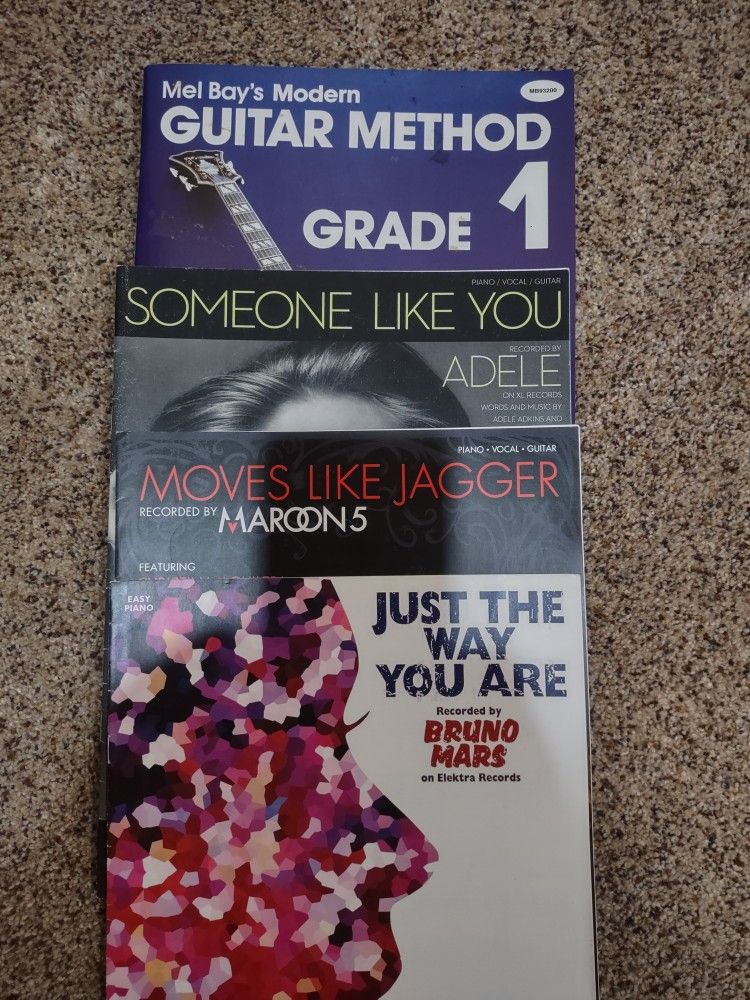 Mel Bay's Modern
MB93200
GUITAR METHOD
GRADE 1
PIANO / VOCAL / GUITAR
SOMEONE LIKE YOU
RECORDED BY
ADELE
ON XL RECORDS
WORDS AND MUSIC BY
ADELE ADKINS AND
PIANO • VOCAL • GUITAR
MOVES LIKE JAGGER
RECORDED BY MAROON 5
FEATURING
EASY
PIANO
JUST THE
WAY
YOU ARE
Recorded by
BRUNO
MARS
on Elektra Records